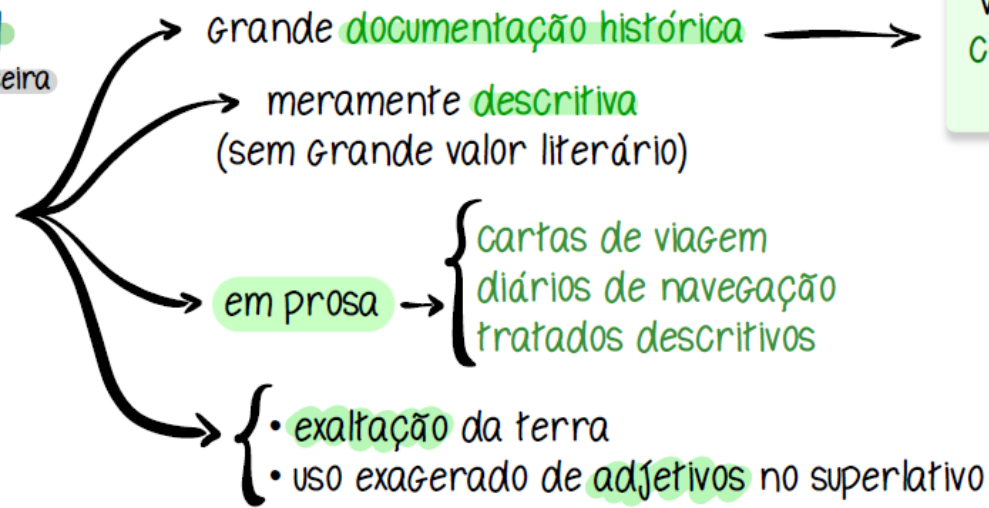 grande documentação histórica
meramente descritiva
(sem grande valor literário)
cartas de viagem
diários de navegação
em prosa
tratados descritivos
• exaltação da terra
• uso exagerado de adjetivos no superlativo